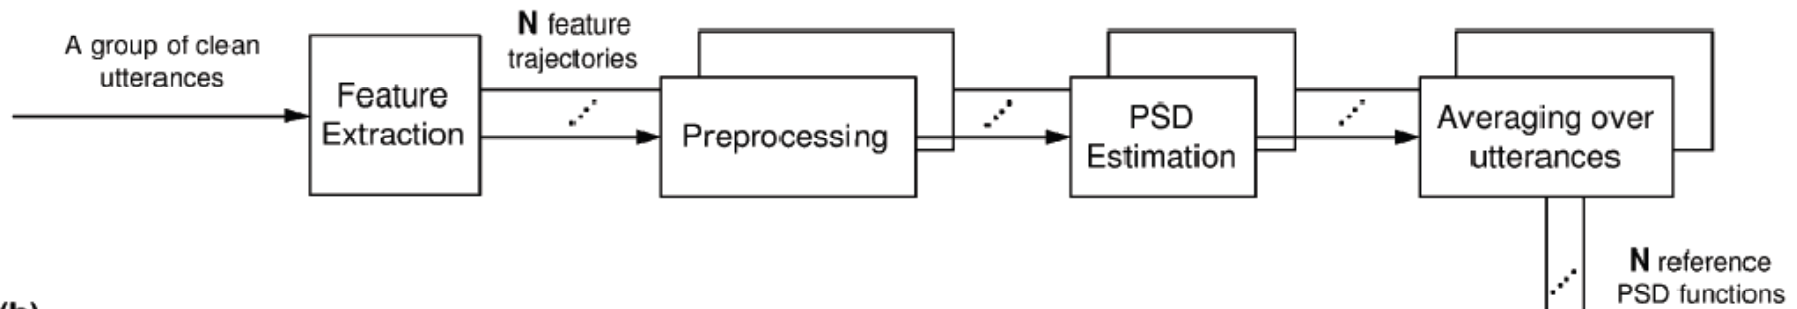 A group of clean
utterances
Feature
Extraction
N feature
trajectories
Preprocessing
PSD
Estimation
Averaging over
utterances
N reference
PSD functions